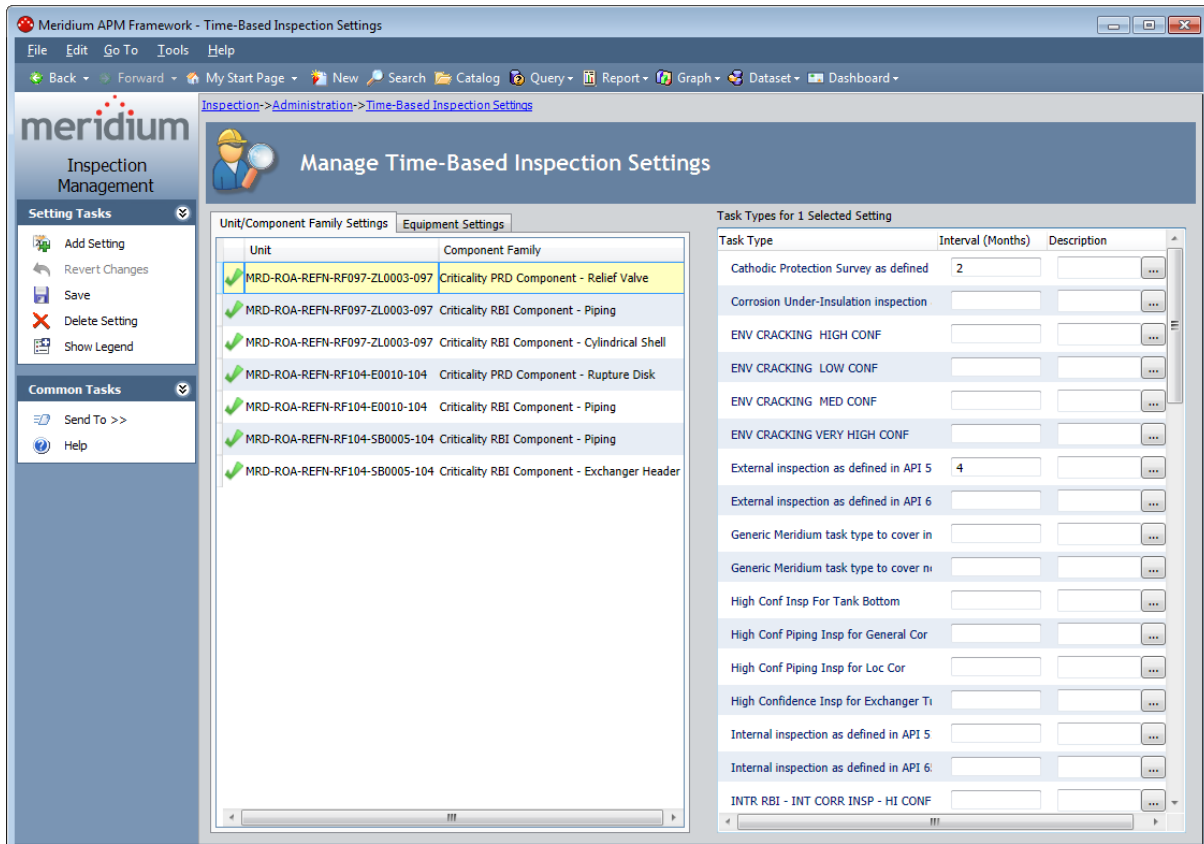 Meridium APM Framework - Time-Based Inspection Settings
File Edit Go To Tools Help
Back Forward My Start Page New Search Catalog Query Report Graph Dataset Dashboard
Inspection->Administration->Time-Based Inspection Settings
meridium
Inspection
Management
Manage Time-Based Inspection Settings
Setting Tasks
Add Setting
Revert Changes
Save
Delete Setting
Show Legend
Common Tasks
Send To >>
Help
Unit/Component Family Settings Equipment Settings
Unit Component Family
MRD-ROA-REFN-RF097-ZL0003-097 Criticality PRD Component - Relief Valve
MRD-ROA-REFN-RF097-ZL0003-097 Criticality RBI Component - Piping
MRD-ROA-REFN-RF097-ZL0003-097 Criticality RBI Component - Cylindrical Shell
MRD-ROA-REFN-RF104-E0010-104 Criticality PRD Component - Rupture Disk
MRD-ROA-REFN-RF104-E0010-104 Criticality RBI Component - Piping
MRD-ROA-REFN-RF104-SB0005-104 Criticality RBI Component - Piping
MRD-ROA-REFN-RF104-SB0005-104 Criticality RBI Component - Exchanger Header
Task Types for 1 Selected Setting
Task Type Interval (Months) Description
Cathodic Protection Survey as defined 2 ...
Corrosion Under-Insulation inspection ...
ENV CRACKING HIGH CONF ...
ENV CRACKING LOW CONF ...
ENV CRACKING MED CONF ...
ENV CRACKING VERY HIGH CONF ...
External inspection as defined in API 5 4 ...
External inspection as defined in API 6 ...
Generic Meridium task type to cover in ...
Generic Meridium task type to cover ...
High Conf Insp For Tank Bottom ...
High Conf Piping Insp for General Cor ...
High Conf Piping Insp for Loc Cor ...
High Confidence Insp for Exchanger ...
Internal inspection as defined in API 5 ...
Internal inspection as defined in API ...
INTR RBI - INT CORR INSP - HI CONF ...